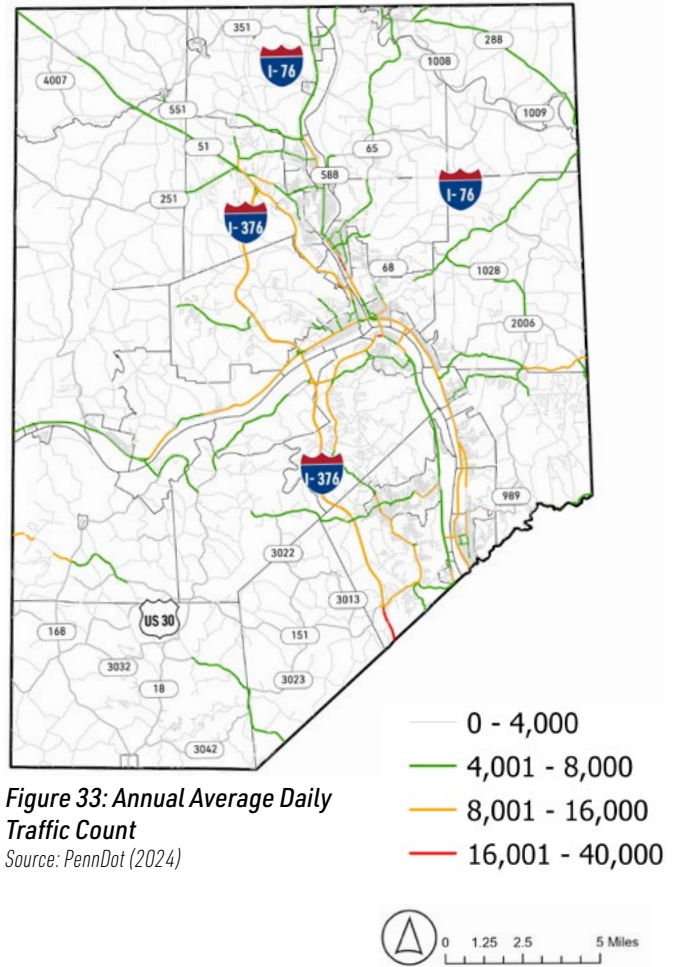 351
288
I-76
1008
4007
551
1009
51
65
588
I-76
251
I-376
68
1028
2006
I-376
989
3022
3013
US 30
168
151
3032
3023
18
3042
0 - 4,000
4,001 - 8,000
8,001 - 16,000
16,001 - 40,000
Figure 33: Annual Average Daily
Traffic Count
Source: PennDot (2024)
0 1.25 2.5 5 Miles